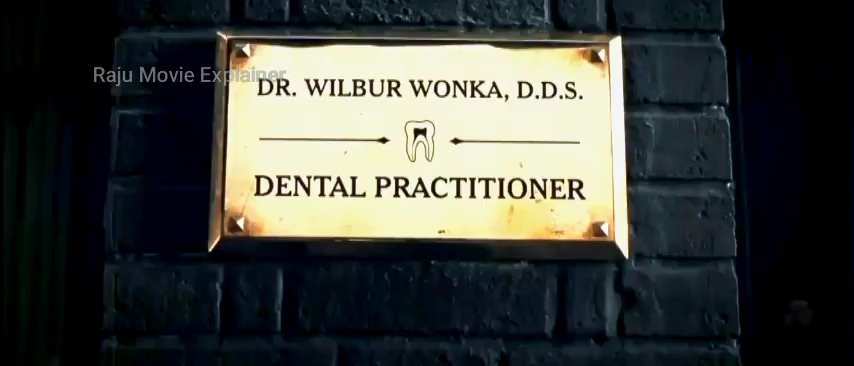 Raju Movie Explainer
DR. WILBUR WONKA, D.D.S.
DENTAL PRACTITIONER